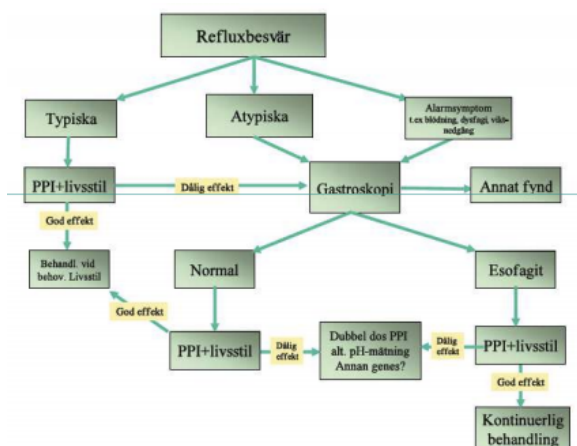 Refluxbesvär
Typiska
Atypiska
Alarmsymptom
t.ex blödning, dysfagi, vikt-
nedgång
PPI+livsstil
Dålig effekt
Gastroskopi
Annat fynd
God effekt
Behandl. vid
behov. Livsstil
Normal
Esofagit
God effekt
PPI+livsstil
Dålig
effekt
Dubbel dos PPI
alt. pH-mätning
Annan genes?
Dålig
effekt
PPI+livsstil
God effekt
Kontinuerlig
behandling